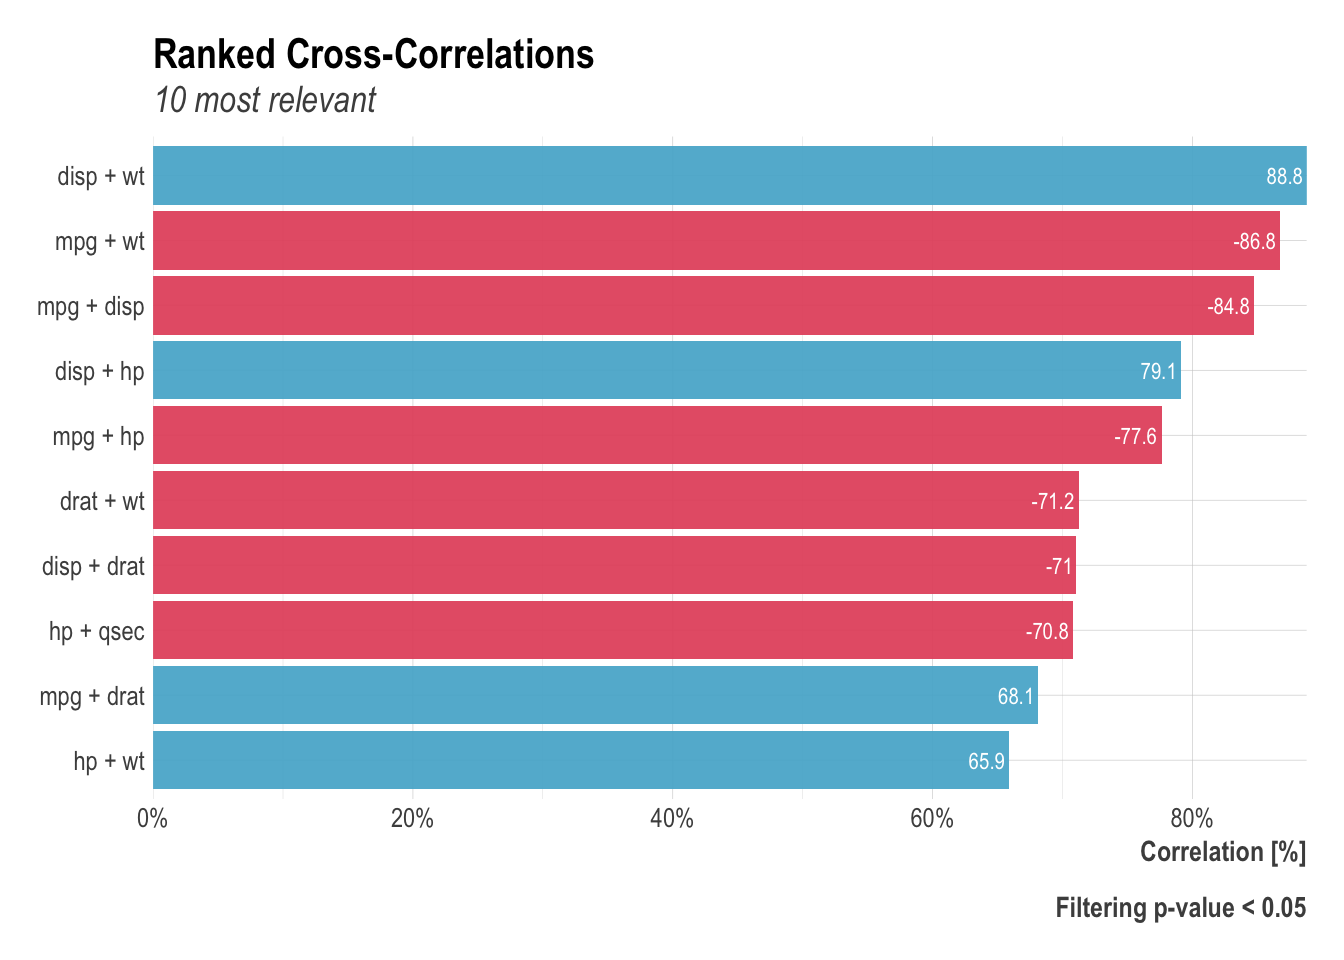 Ranked Cross-Correlations
10 most relevant
disp + wt 88.8
mpg + wt -86.8
mpg + disp -84.8
disp + hp 79.1
mpg + hp -77.6
drat + wt -71.2
disp + drat -71
hp + qsec -70.8
mpg + drat 68.1
hp + wt 65.9
0% 20% 40% 60% 80%
Correlation [%]
Filtering p-value < 0.05